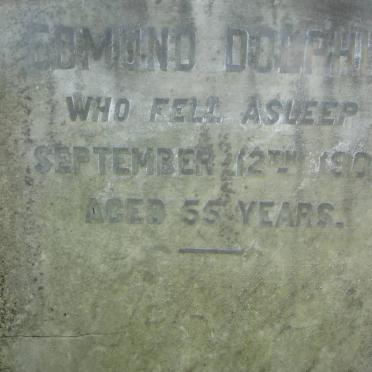 EDMUND DOLPHI
WHO FELL ASLEEP
SEPTEMBER 12TH 190
AGED 55 YEARS.